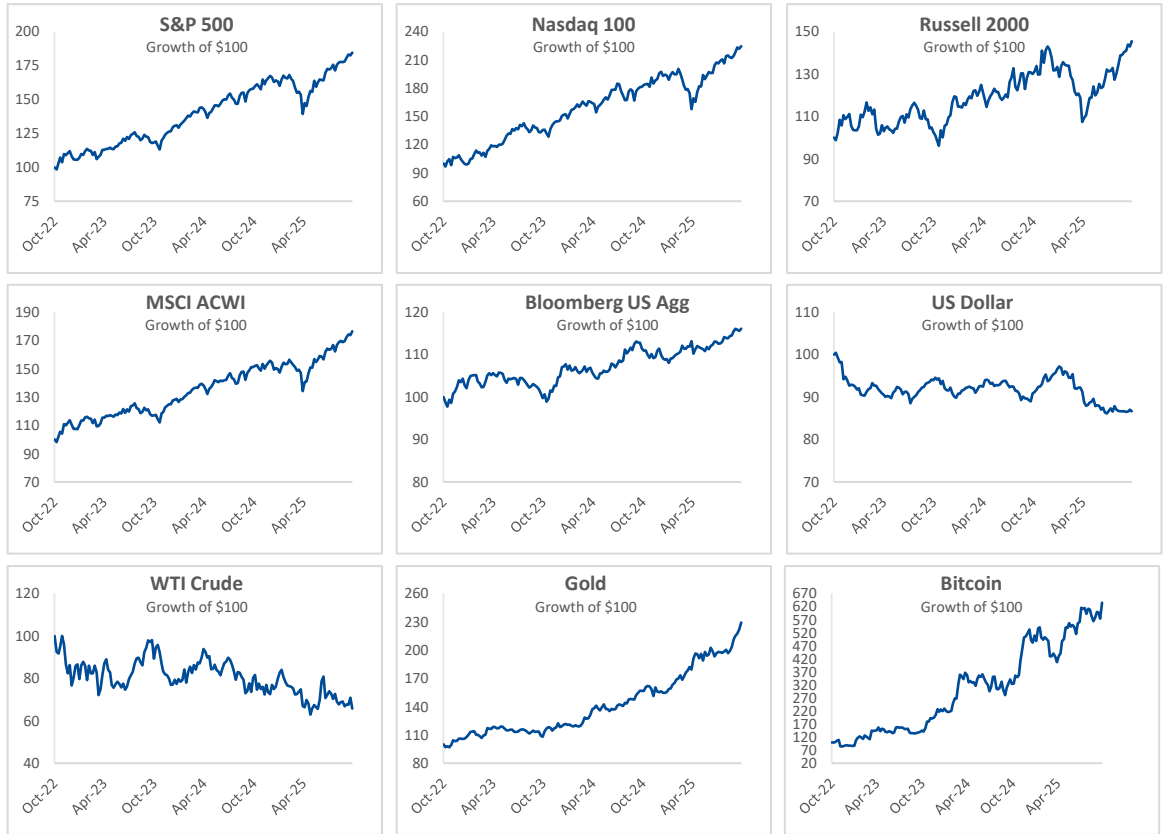 S&P 500
Growth of $100
200
175
150
125
100
75
Oct-22
Apr-23
Oct-23
Apr-24
Oct-24
Apr-25
Nasdaq 100
Growth of $100
240
210
180
150
120
90
60
Oct-22
Apr-23
Oct-23
Apr-24
Oct-24
Apr-25
Russell 2000
Growth of $100
150
130
110
90
70
Oct-22
Apr-23
Oct-23
Apr-24
Oct-24
Apr-25
MSCI ACWI
Growth of $100
190
170
150
130
110
90
70
Oct-22
Apr-23
Oct-23
Apr-24
Oct-24
Apr-25
Bloomberg US Agg
Growth of $100
120
110
100
90
80
Oct-22
Apr-23
Oct-23
Apr-24
Oct-24
Apr-25
US Dollar
Growth of $100
110
100
90
80
70
Oct-22
Apr-23
Oct-23
Apr-24
Oct-24
Apr-25
WTI Crude
Growth of $100
120
100
80
60
40
Oct-22
Apr-23
Oct-23
Apr-24
Oct-24
Apr-25
Gold
Growth of $100
260
230
200
170
140
110
80
Oct-22
Apr-23
Oct-23
Apr-24
Oct-24
Apr-25
Bitcoin
Growth of $100
670
620
570
520
470
420
370
320
270
220
170
120
70
20
Oct-22
Apr-23
Oct-23
Apr-24
Oct-24
Apr-25